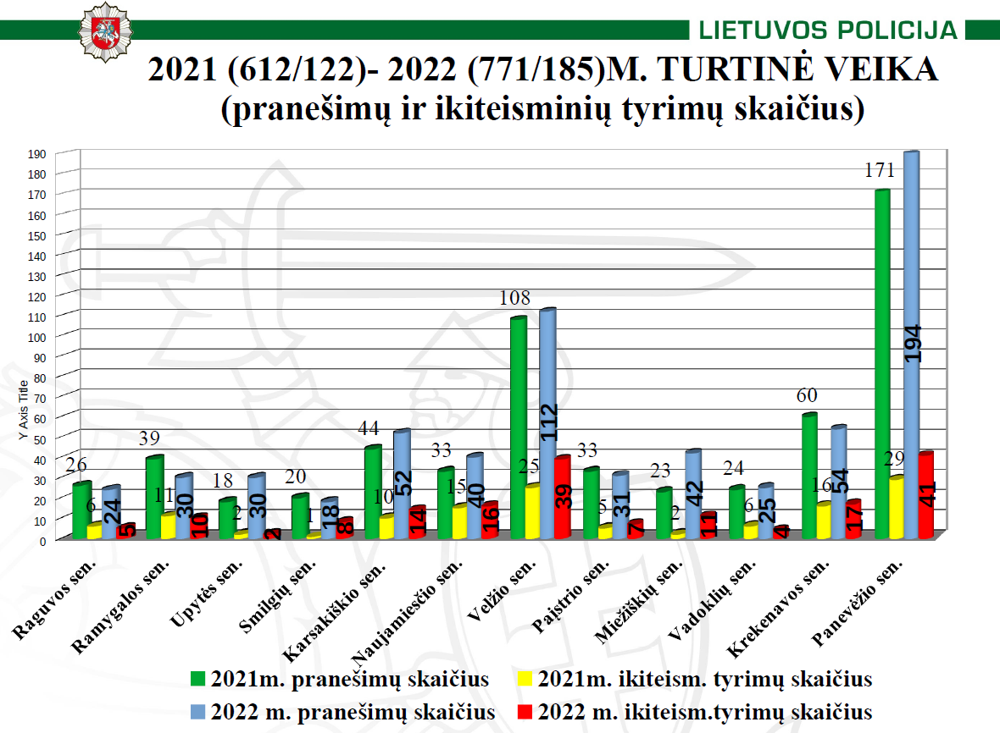 LIETUVOS POLICIJA
2021 (612/122)- 2022 (771/185)M. TURTINĖ VEIKA
(pranešimų ir ikiteisminių tyrimų skaičius)
190
180
170
160
150
140
130
120
110
100
90
80
70
60
50
40
30
20
10
0
Y Axis Title
26 6 24 5
39 11 30 10
18 2 30 2
20 1 18 8
44 10 52 14
33 15 40 16
108 25 112 39
33 5 31 7
23 2 42 11
24 6 25 4
60 16 54 17
171 29 194 41
Raguvos sen.
Ramygalos sen.
Upytės sen.
Smilgių sen.
Karsakiškio sen.
Naujamiesčio sen.
Velžio sen.
Paįstrio sen.
Miežiškių sen.
Vadoklių sen.
Krekenavos sen.
Panevėžio sen.
2021m. pranešimų skaičius
2021m. ikiteism. tyrimų skaičius
2022 m. pranešimų skaičius
2022 m. ikiteism.tyrimų skaičius